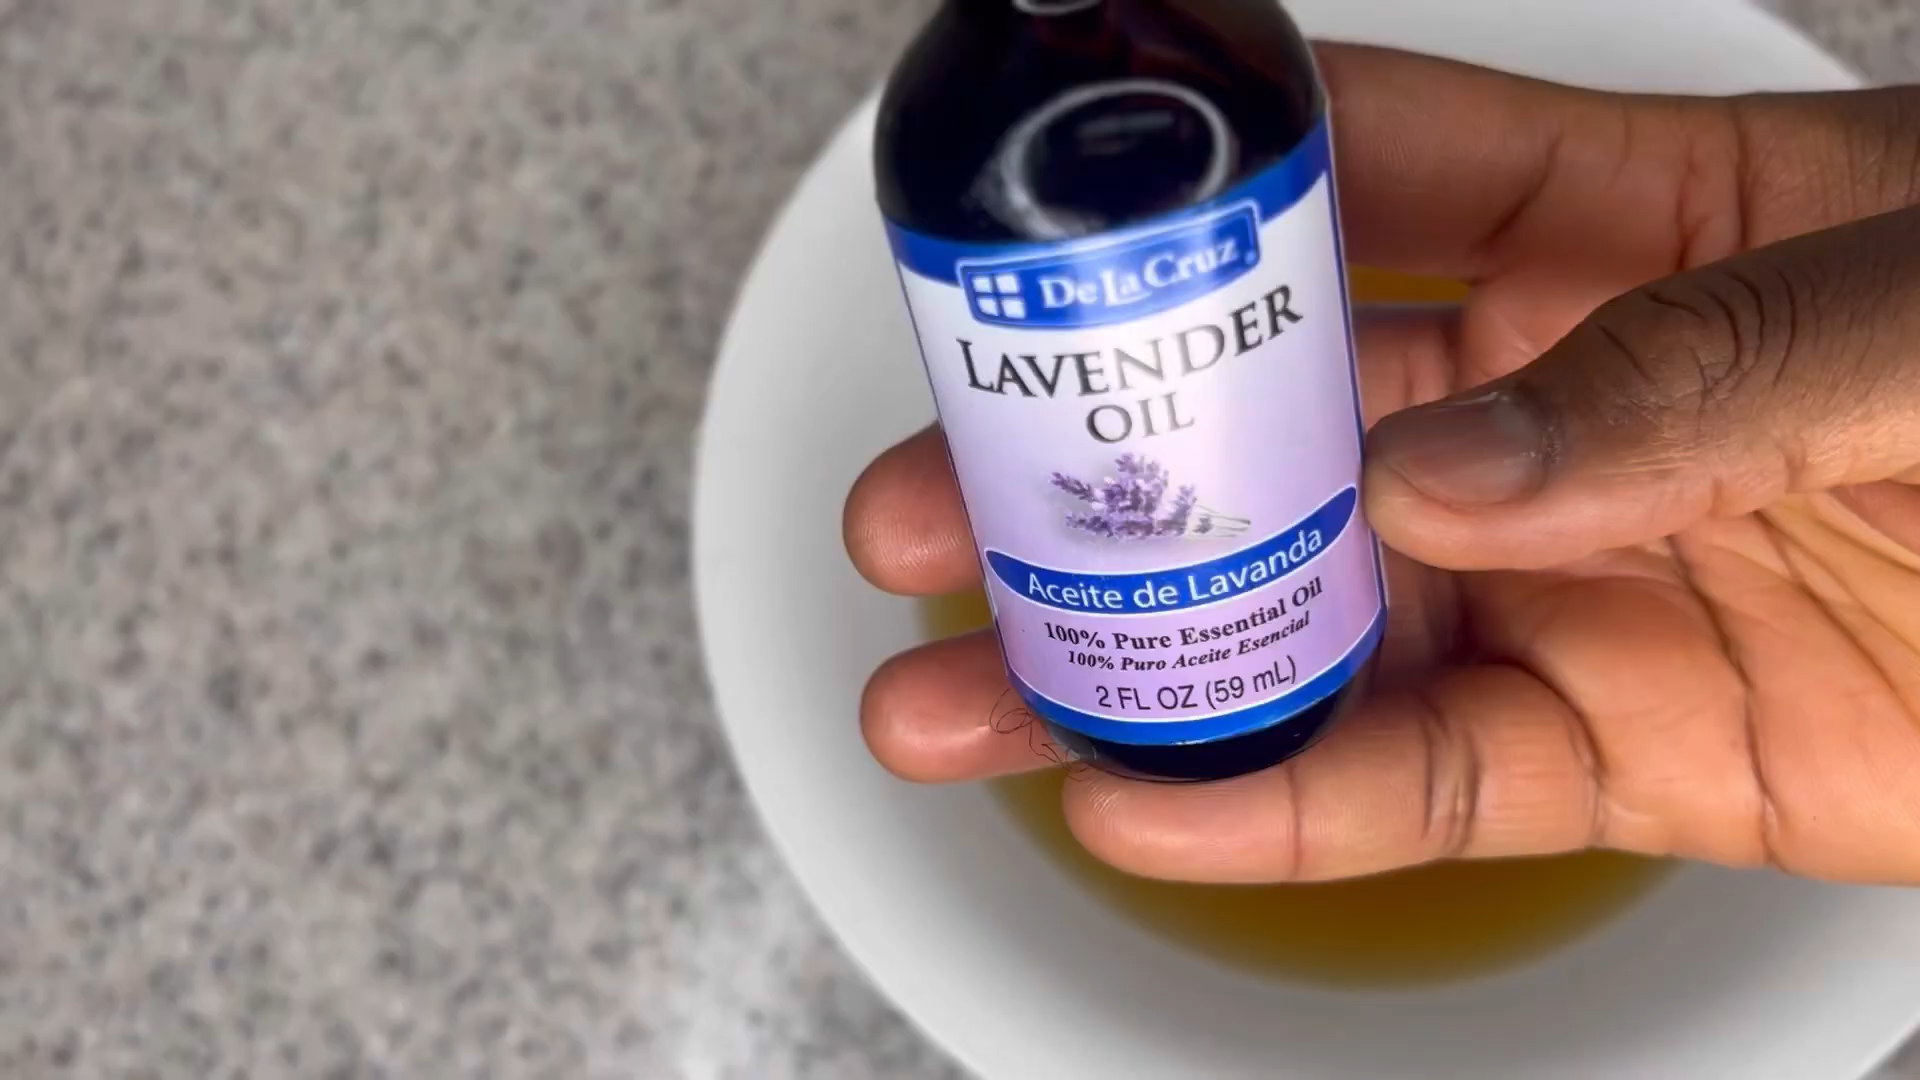 De La Cruz
LAVENDER
OIL
Aceite de Lavanda
100% Pure Essential Oil
100% Puro Aceite Esencial
2 FL OZ (59 mL)